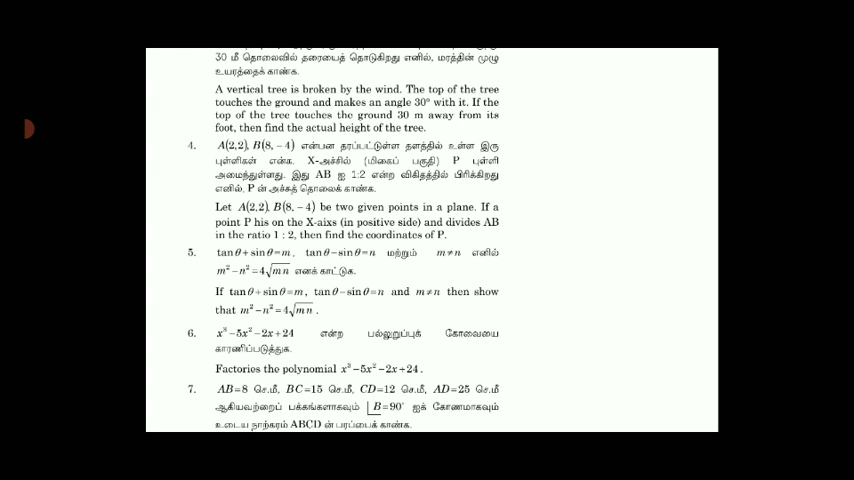 30 மீ தொலைவில் தரையைத் தொடுகிறது எனில், மரத்தின் முழு
உயரத்தைக் காண்க.
A vertical tree is broken by the wind. The top of the tree
touches the ground and makes an angle 30° with it. If the
top of the tree touches the ground 30 m away from its
foot, then find the actual height of the tree.
4. A(2,2), B(8,−4) என்பன தரப்பட்டுள்ள தளத்தில் உள்ள இரு
புள்ளிகள் என்க. X-அச்சில் (மிகைப் பகுதி) P புள்ளி
அமைந்துள்ளது. இது AB ஐ 1:2 என்ற விகிதத்தில் பிரிக்கிறது
எனில், P ன் அச்சுத் தொலைக் காண்க.
Let A(2,2), B(8,−4) be two given points in a plane. If a
point P his on the X-aixs (in positive side) and divides AB
in the ratio 1 : 2, then find the coordinates of P.
5. tanθ+sinθ=m, tanθ−sinθ=n மற்றும் m≠n எனில்
m²−n²=4√mn எனக் காட்டுக.
If tanθ+sinθ=m, tanθ−sinθ=n and m≠n then show
that m²−n²=4√mn.
6. x³−5x²−2x+24 என்ற பல்லுறுப்புக் கோவையை
காரணிப்படுத்துக.
Factories the polynomial x³−5x²−2x+24.
7. AB=8 செ.மீ, BC=15 செ.மீ, CD=12 செ.மீ, AD=25 செ.மீ
ஆகியவற்றைப் பக்கங்களாகவும் ∠B=90° ஐக் கோணமாகவும்
உடைய நாற்கரம் ABCD ன் பரப்பைக் காண்க.